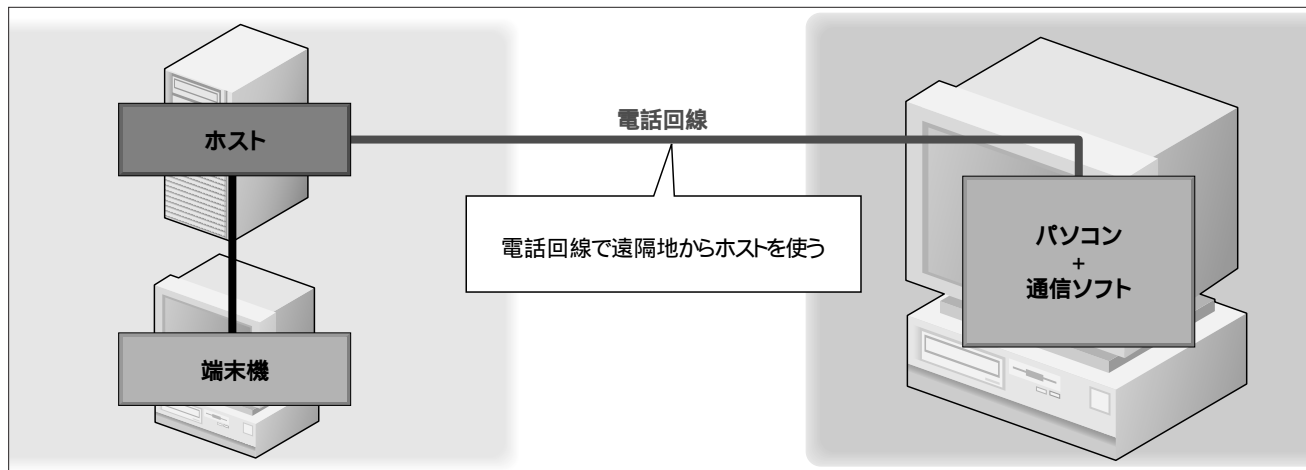 電話回線
ホスト
電話回線で遠隔地からホストを使う
パソコン
+
通信ソフト
端末機